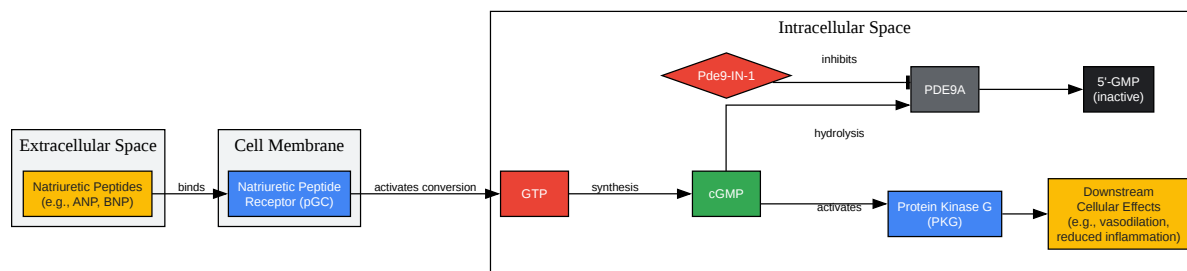 Intracellular Space
Pde9-IN-1
inhibits
PDE9A
5'-GMP
(inactive)
hydrolysis
Extracellular Space
Natriuretic Peptides
(e.g., ANP, BNP)
binds
Cell Membrane
Natriuretic Peptide
Receptor (pGC)
activates conversion
GTP
synthesis
cGMP
activates
Protein Kinase G
(PKG)
Downstream
Cellular Effects
(e.g., vasodilation,
reduced inflammation)